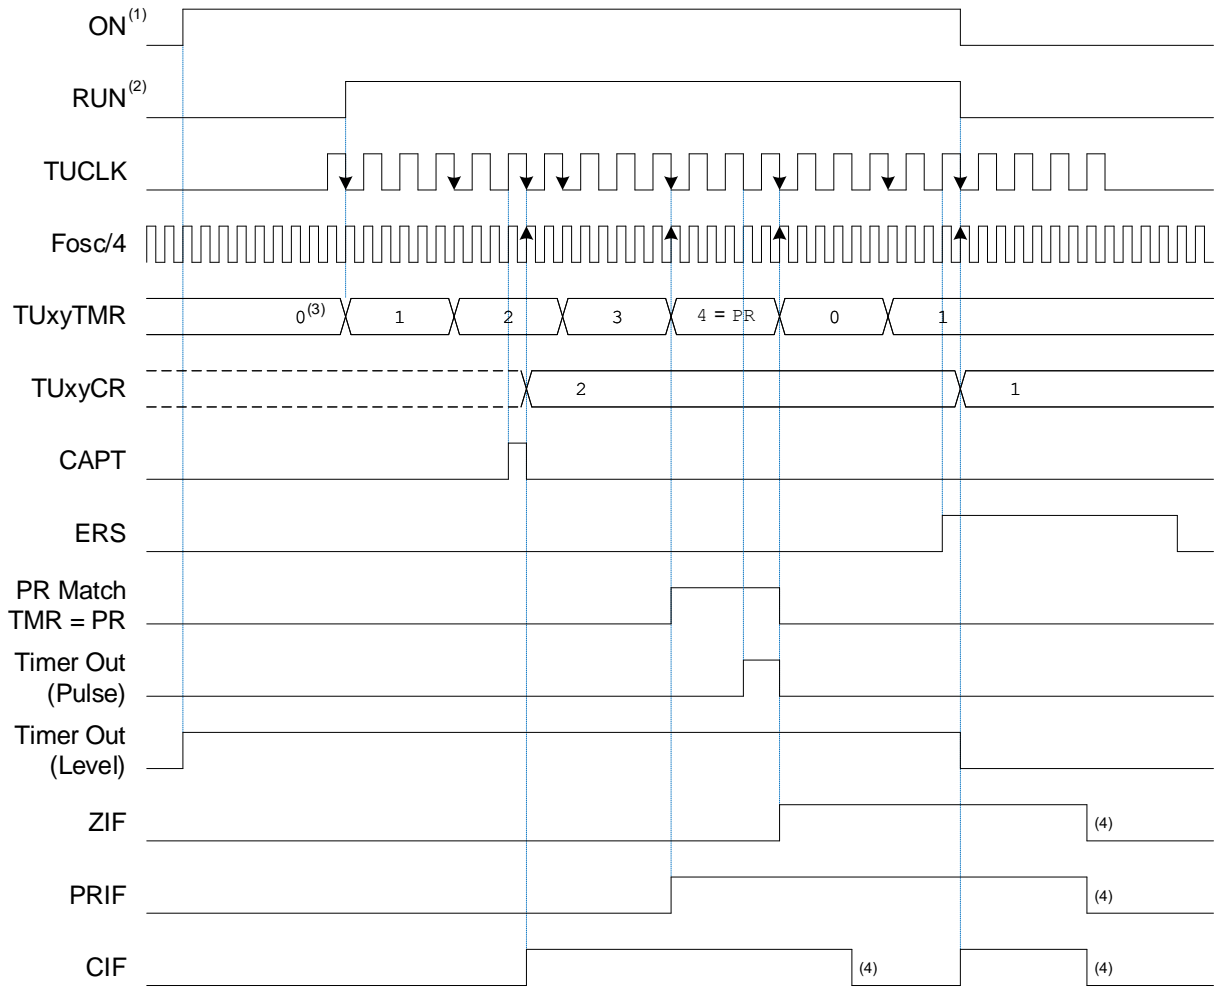 ON(1)
RUN(2)
TUCLK
Fosc/4
TUxyTMR 0(3) 1 2 3 4 = PR 0 1
TUxyCR 2 1
CAPT
ERS
PR Match
TMR = PR
Timer Out
(Pulse)
Timer Out
(Level)
ZIF (4)
PRIF (4)
CIF (4) (4)